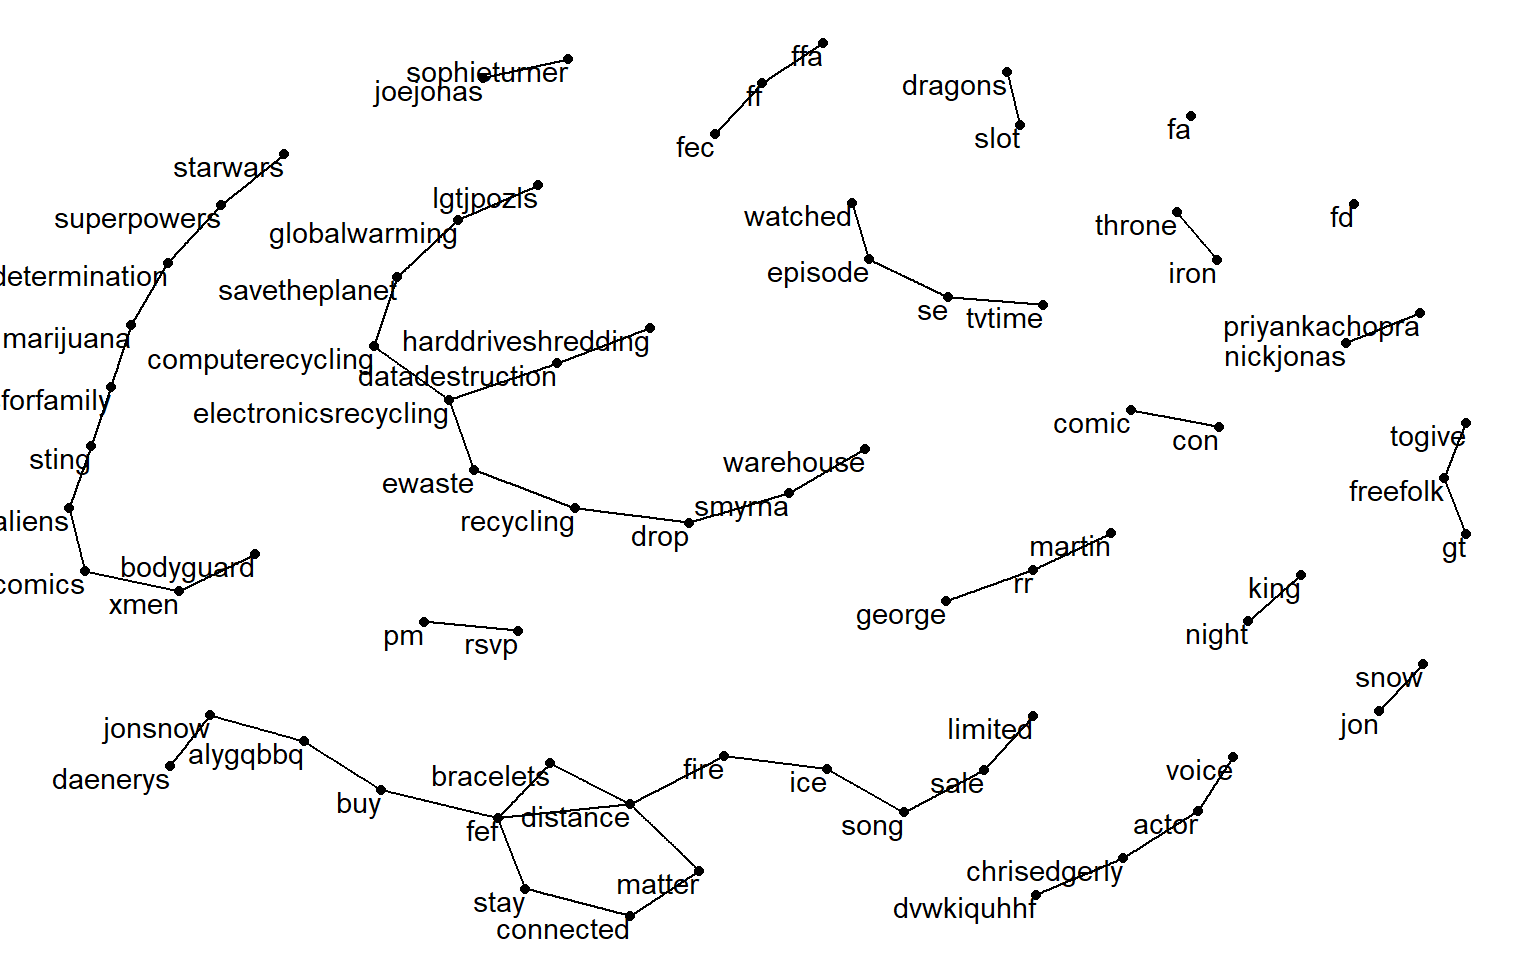 ffa
sophieturner
joejonas
ff
dragons
fa
slot
fec
starwars
lgtjpozls
superpowers
watched
throne
fd
globalwarming
episode
iron
determination
savetheplanet
se
tvtime
priyankachopra
marijuana
harddriveshredding
nickjonas
computerecycling
datadestruction
forfamily
electronicsrecycling
comic
con
togive
sting
warehouse
ewaste
freefolk
smyrna
aliens
recycling
drop
martin
gt
bodyguard
comics
rr
king
xmen
george
pm
rsvp
night
snow
jonsnow
limited
jon
alygqbbq
daenerys
bracelets
fire
ice
sale
voice
buy
fef
distance
song
actor
matter
chrisedgerly
stay
connected
dvwkiquhhf